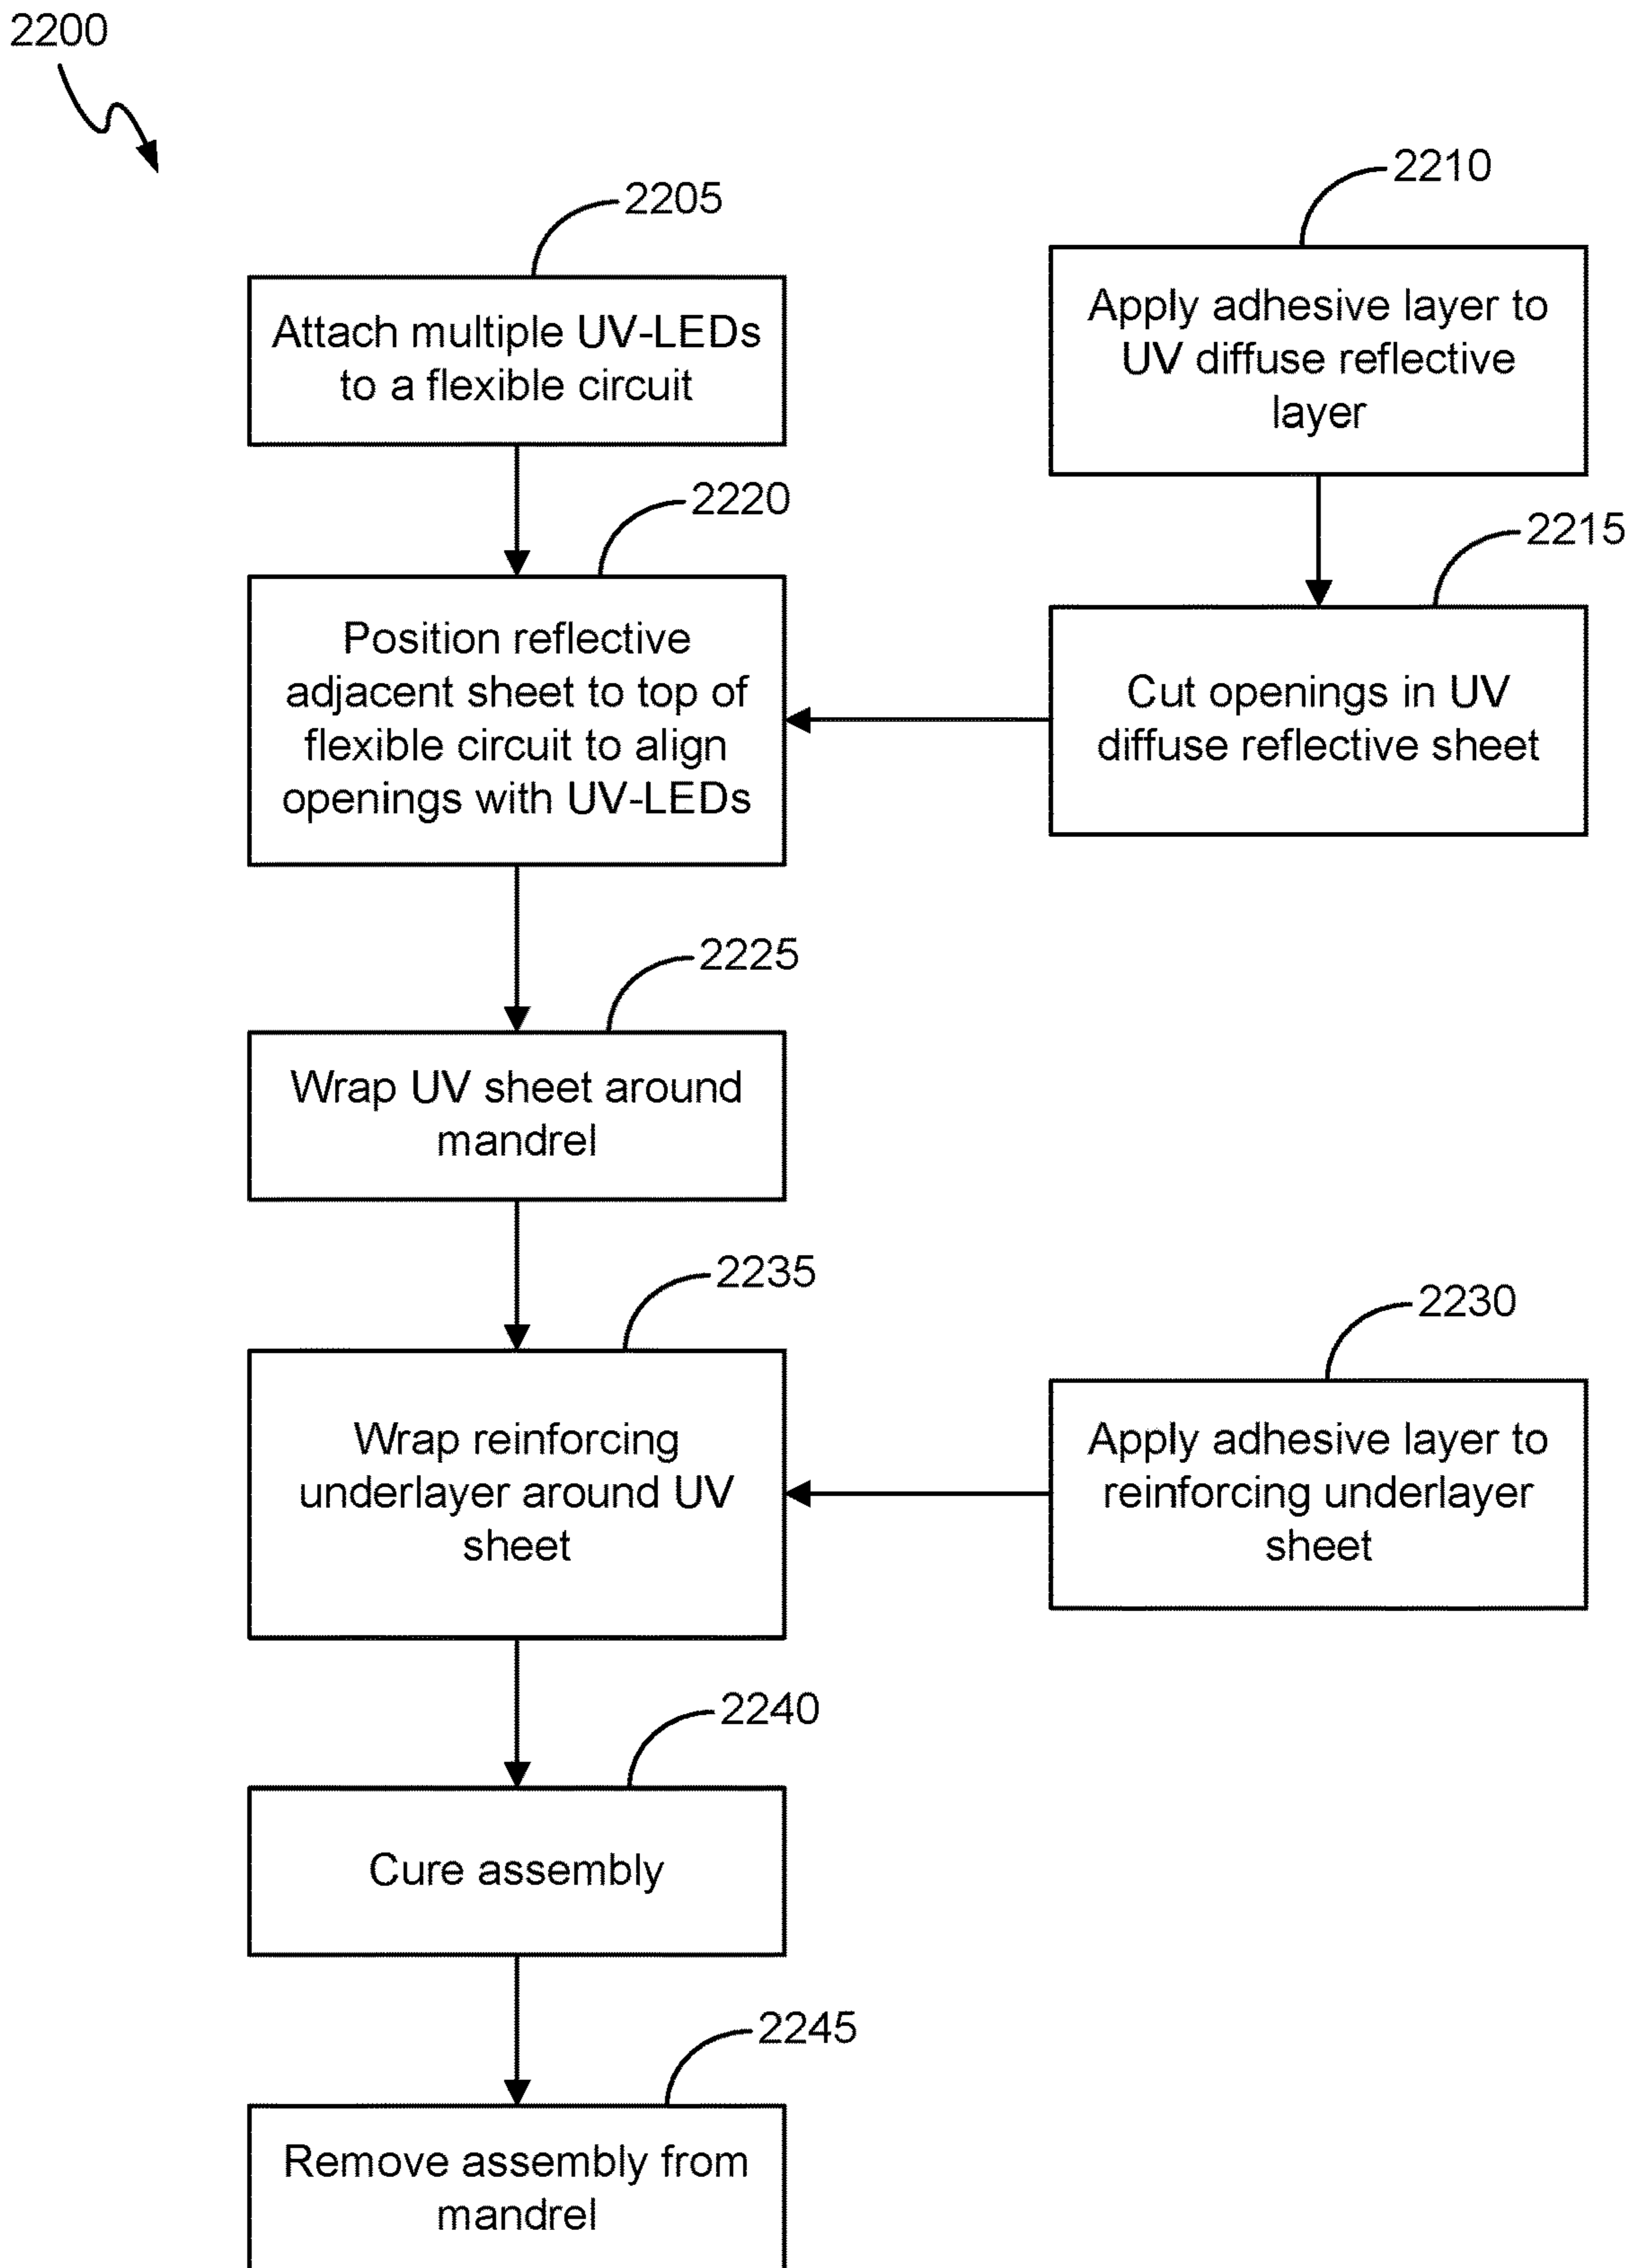 2200
2205
Attach multiple UV-LEDs
to a flexible circuit
2210
Apply adhesive layer to
UV diffuse reflective
layer
2220
Position reflective
adjacent sheet to top of
flexible circuit to align
openings with UV-LEDs
2215
Cut openings in UV
diffuse reflective sheet
2225
Wrap UV sheet around
mandrel
2235
Wrap reinforcing
underlayer around UV
sheet
2230
Apply adhesive layer to
reinforcing underlayer
sheet
2240
Cure assembly
2245
Remove assembly from
mandrel